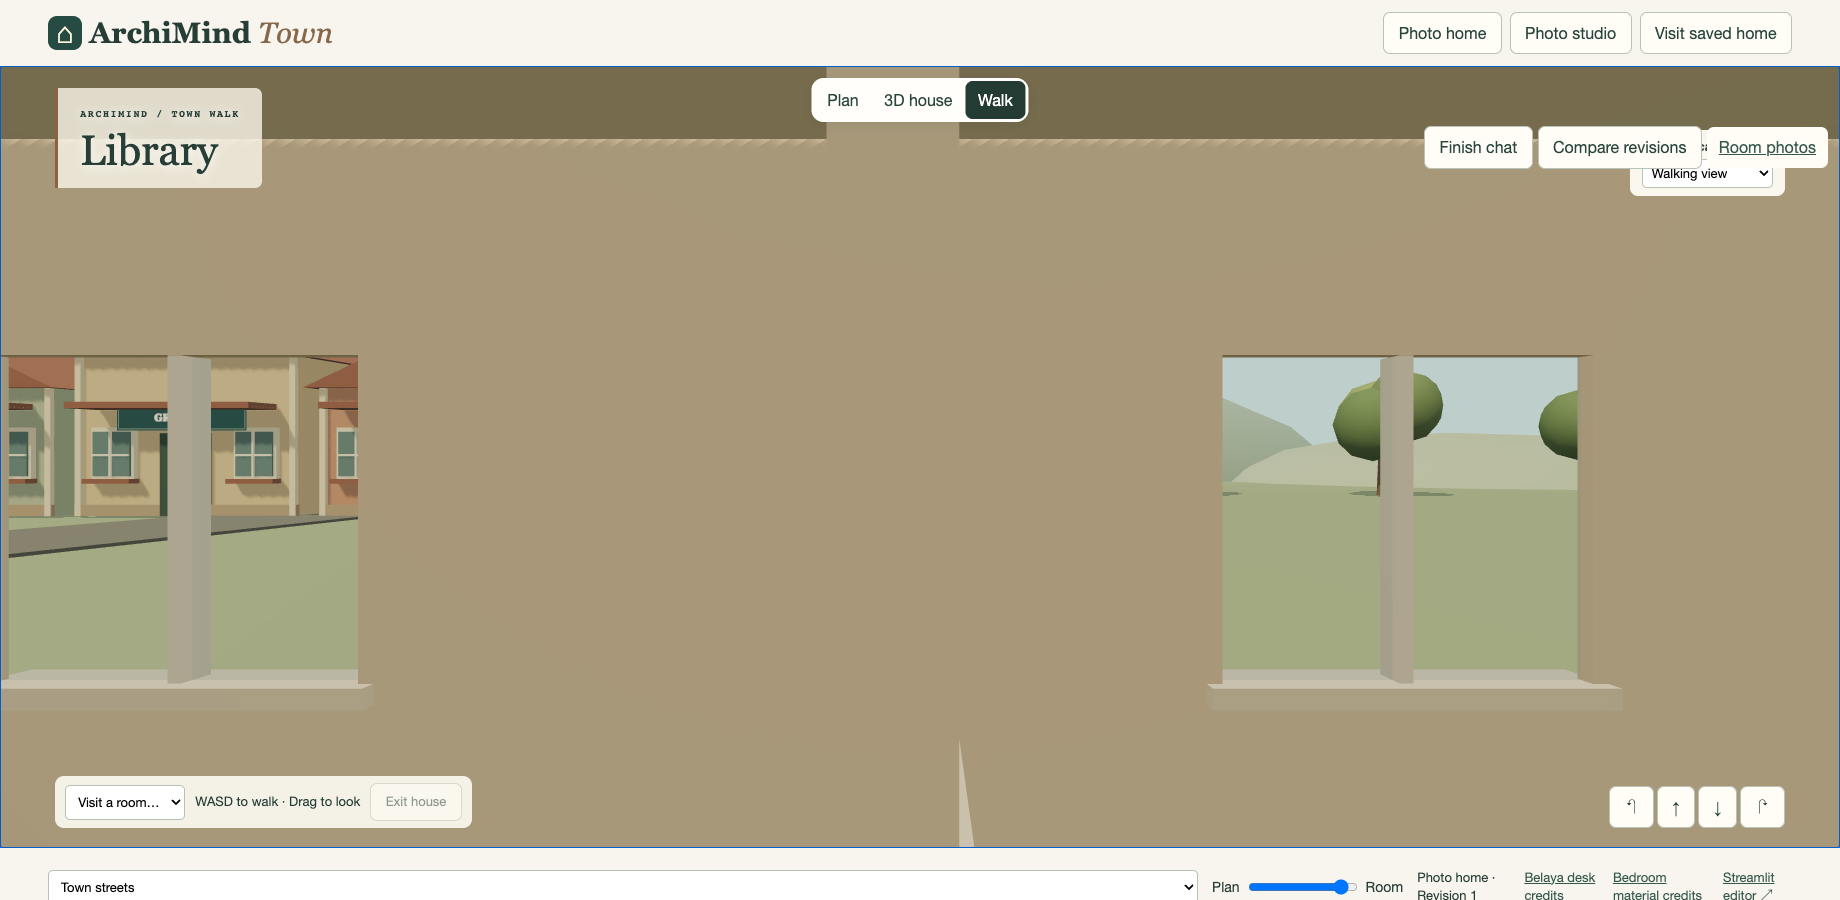 ArchiMind Town
Photo home
Photo studio
Visit saved home
ARCHIMIND / TOWN WALK
Library
Plan
3D house
Walk
Finish chat
Compare revisions
Room photos
Walking view
Visit a room...
WASD to walk · Drag to look
Exit house
↑
↓
Town streets
Plan
Room
Photo home ·
Revision 1
Belaya desk
credits
Bedroom
material credits
Streamlit
editor ↗